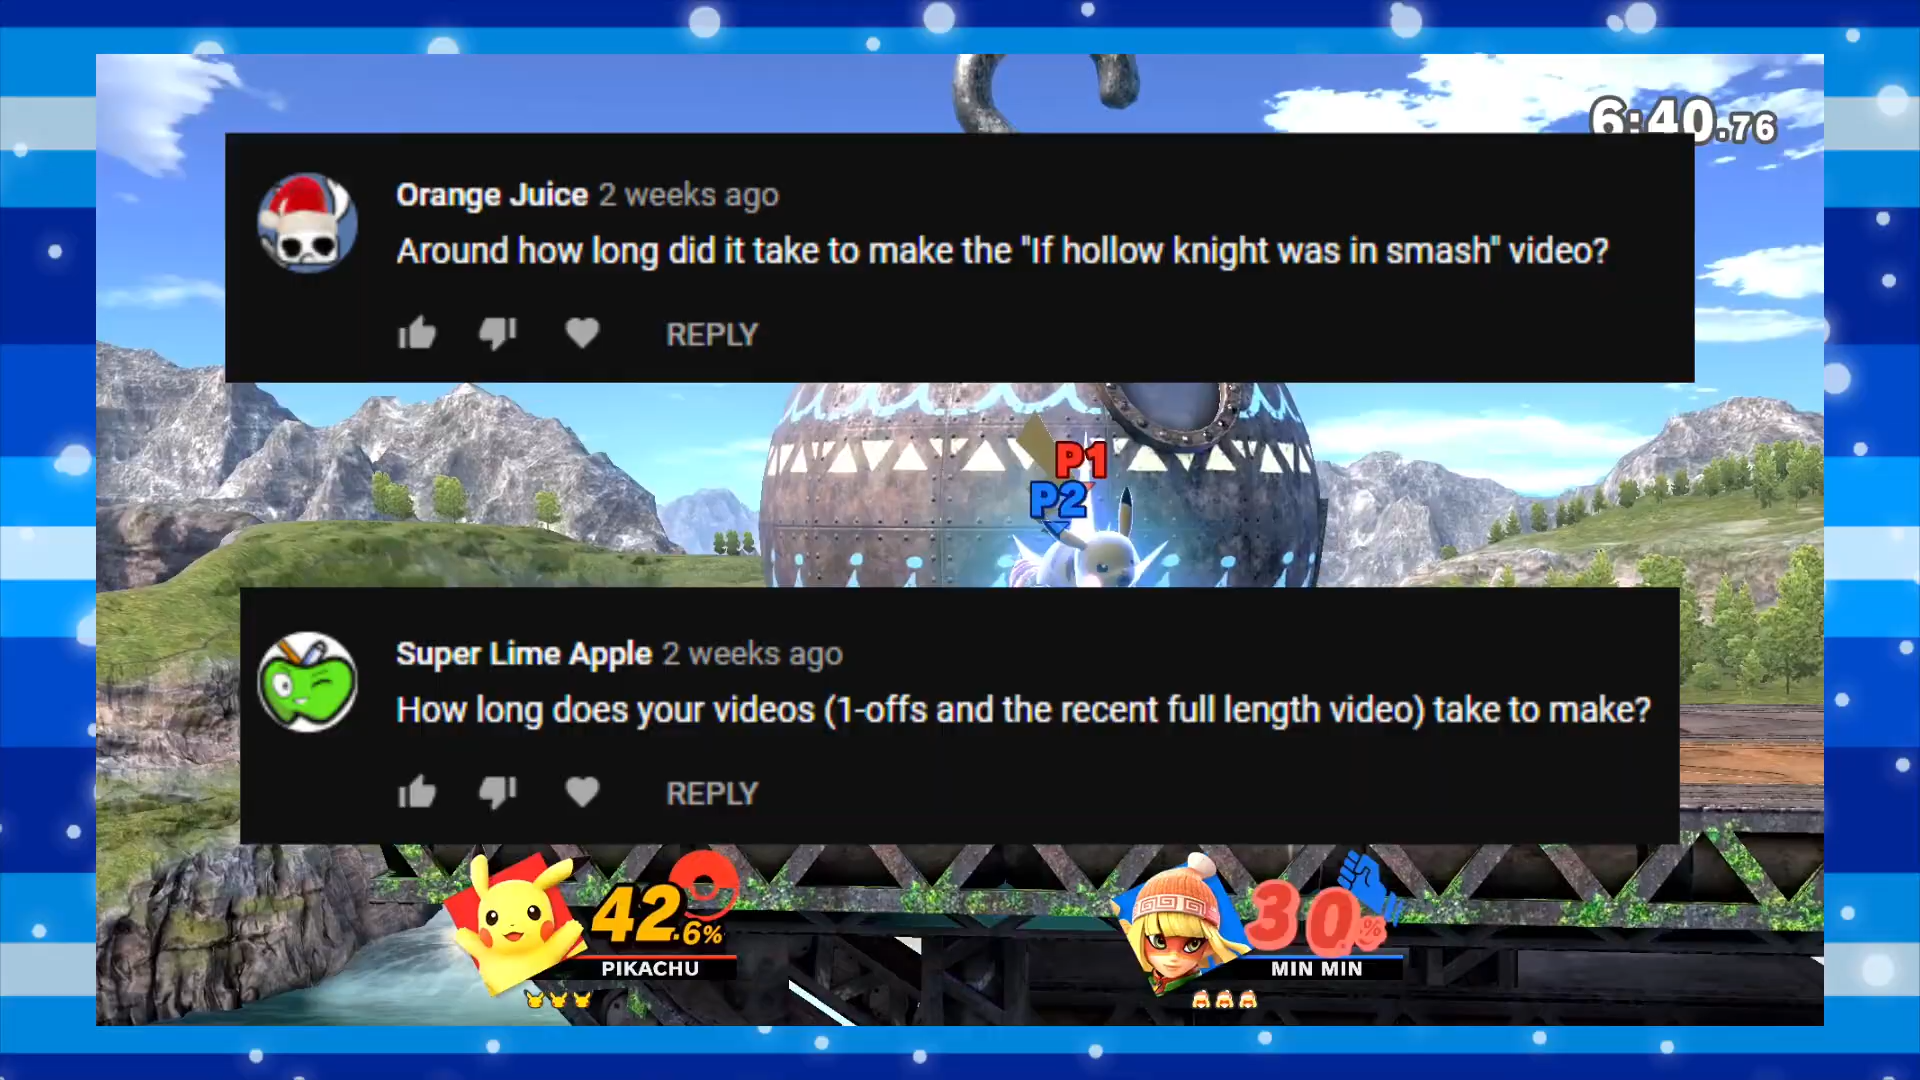 6:40.76
Orange Juice 2 weeks ago
Around how long did it take to make the "If hollow knight was in smash" video?
REPLY
P1
P2
Super Lime Apple 2 weeks ago
How long does your videos (1-offs and the recent full length video) take to make?
REPLY
42.6%
30.%
PIKACHU
MIN MIN